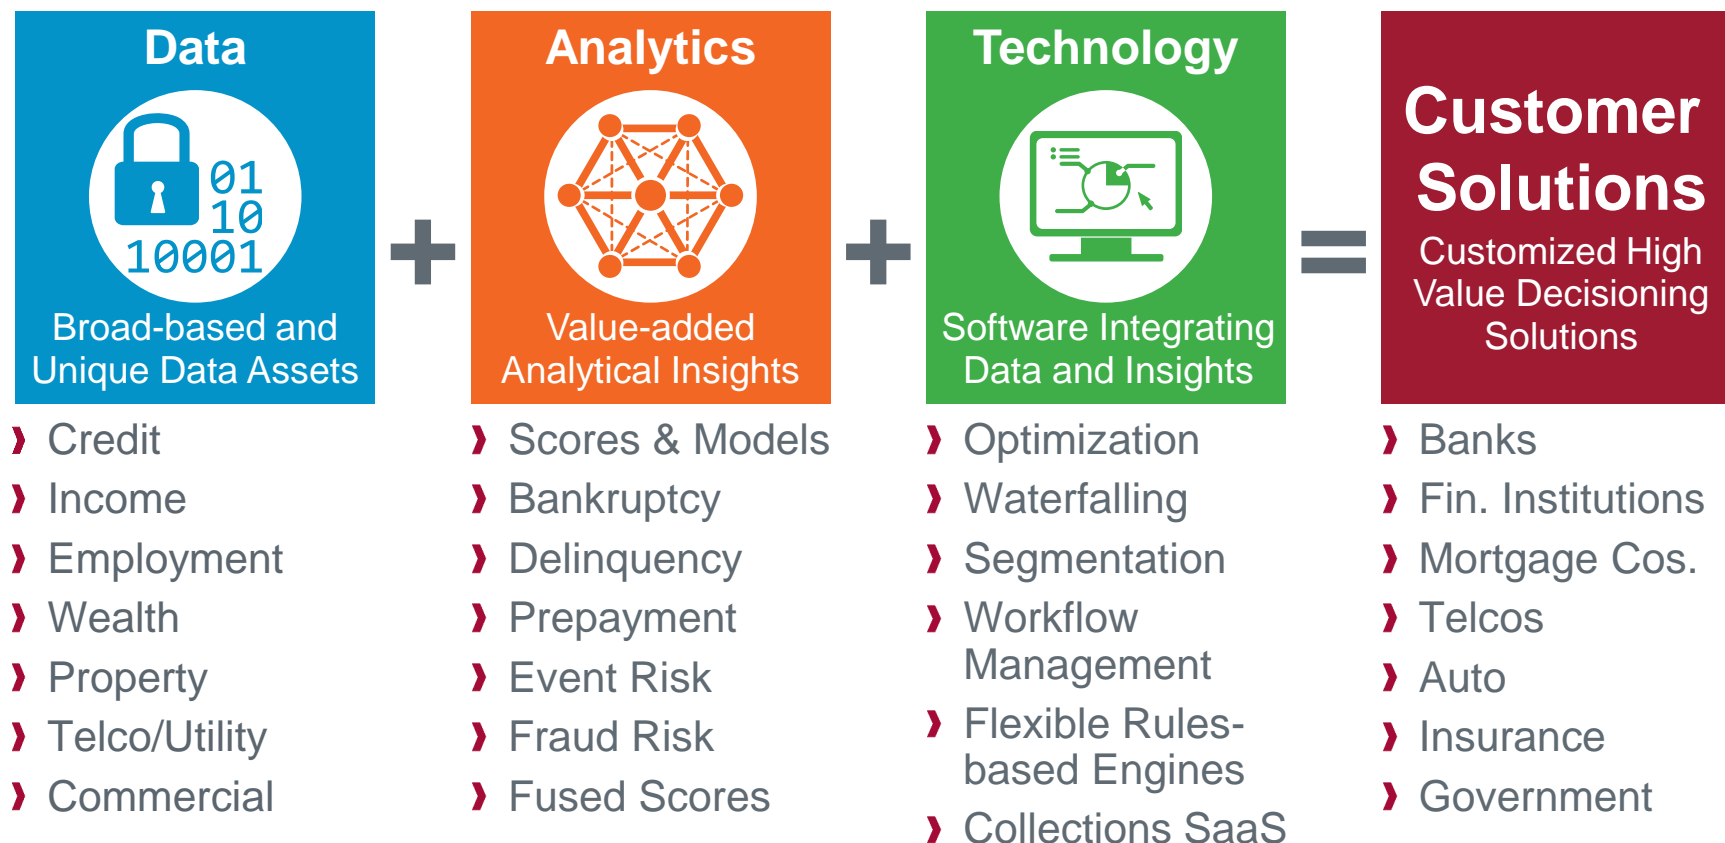 Data
01
10
10001
Broad-based and
Unique Data Assets
Credit
Income
Employment
Wealth
Property
Telco/Utility
Commercial
Analytics
Value-added
Analytical Insights
Scores & Models
Bankruptcy
Delinquency
Prepayment
Event Risk
Fraud Risk
Fused Scores
Technology
Software Integrating
Data and Insights
Optimization
Waterfalling
Segmentation
Workflow
Management
Flexible Rules-
based Engines
Collections SaaS
Customer
Solutions
Customized High
Value Decisioning
Solutions
Banks
Fin. Institutions
Mortgage Cos.
Telcos
Auto
Insurance
Government